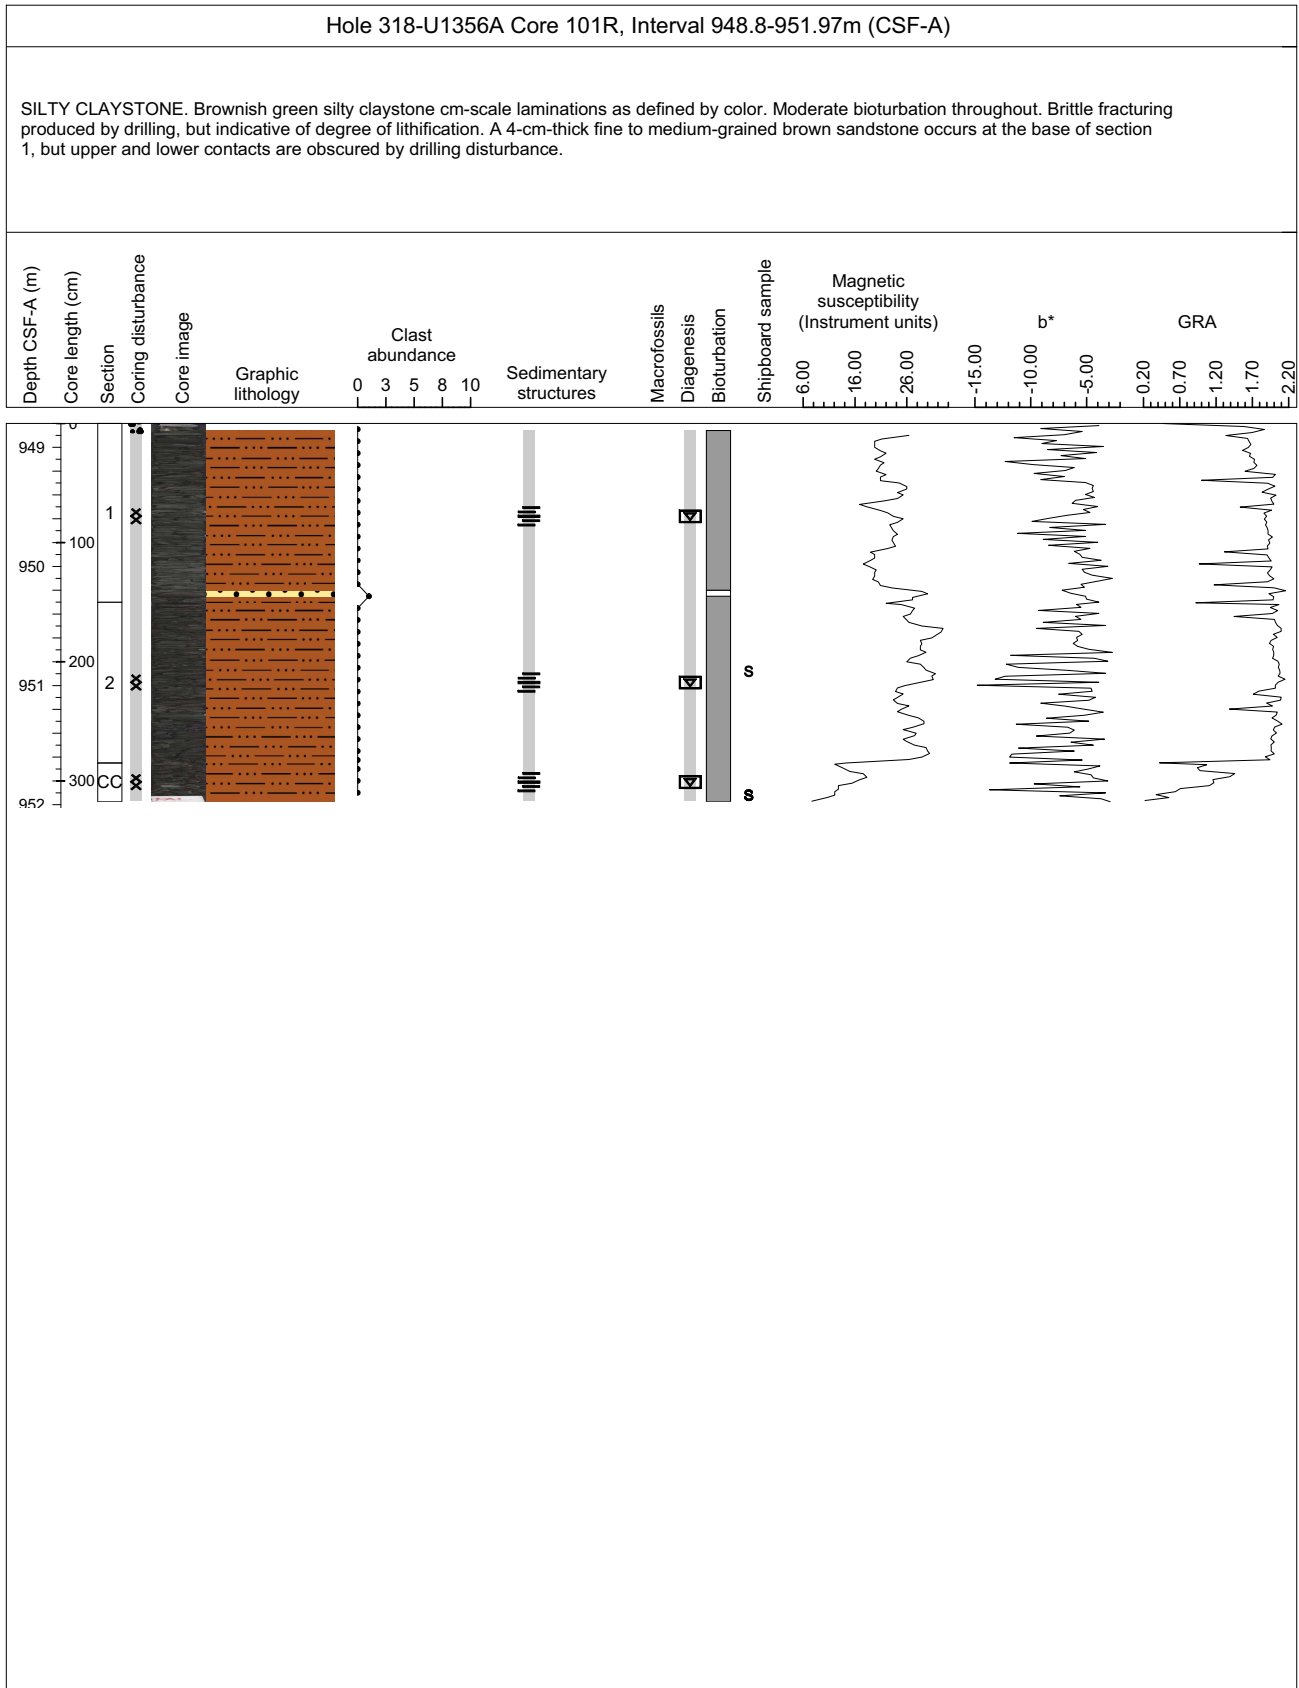 Hole 318-U1356A Core 101R, Interval 948.8-951.97m (CSF-A)
SILTY CLAYSTONE. Brownish green silty claystone cm-scale laminations as defined by color. Moderate bioturbation throughout. Brittle fracturing
produced by drilling, but indicative of degree of lithification. A 4-cm-thick fine to medium-grained brown sandstone occurs at the base of section
1, but upper and lower contacts are obscured by drilling disturbance.
Depth CSF-A (m)
Core length (cm)
Section
Coring disturbance
Core image
Graphic
lithology
Clast
abundance
0 3 5 8 10
Sedimentary
structures
Macrofossils
Diagenesis
Bioturbation
Shipboard sample
Magnetic
susceptibility
(Instrument units)
6.00 16.00 26.00
b*
-15.00 -10.00 -5.00
GRA
0.20 0.70 1.20 1.70 2.20
0
949
1
100
950
200
S
951
2
300
CC
S
952